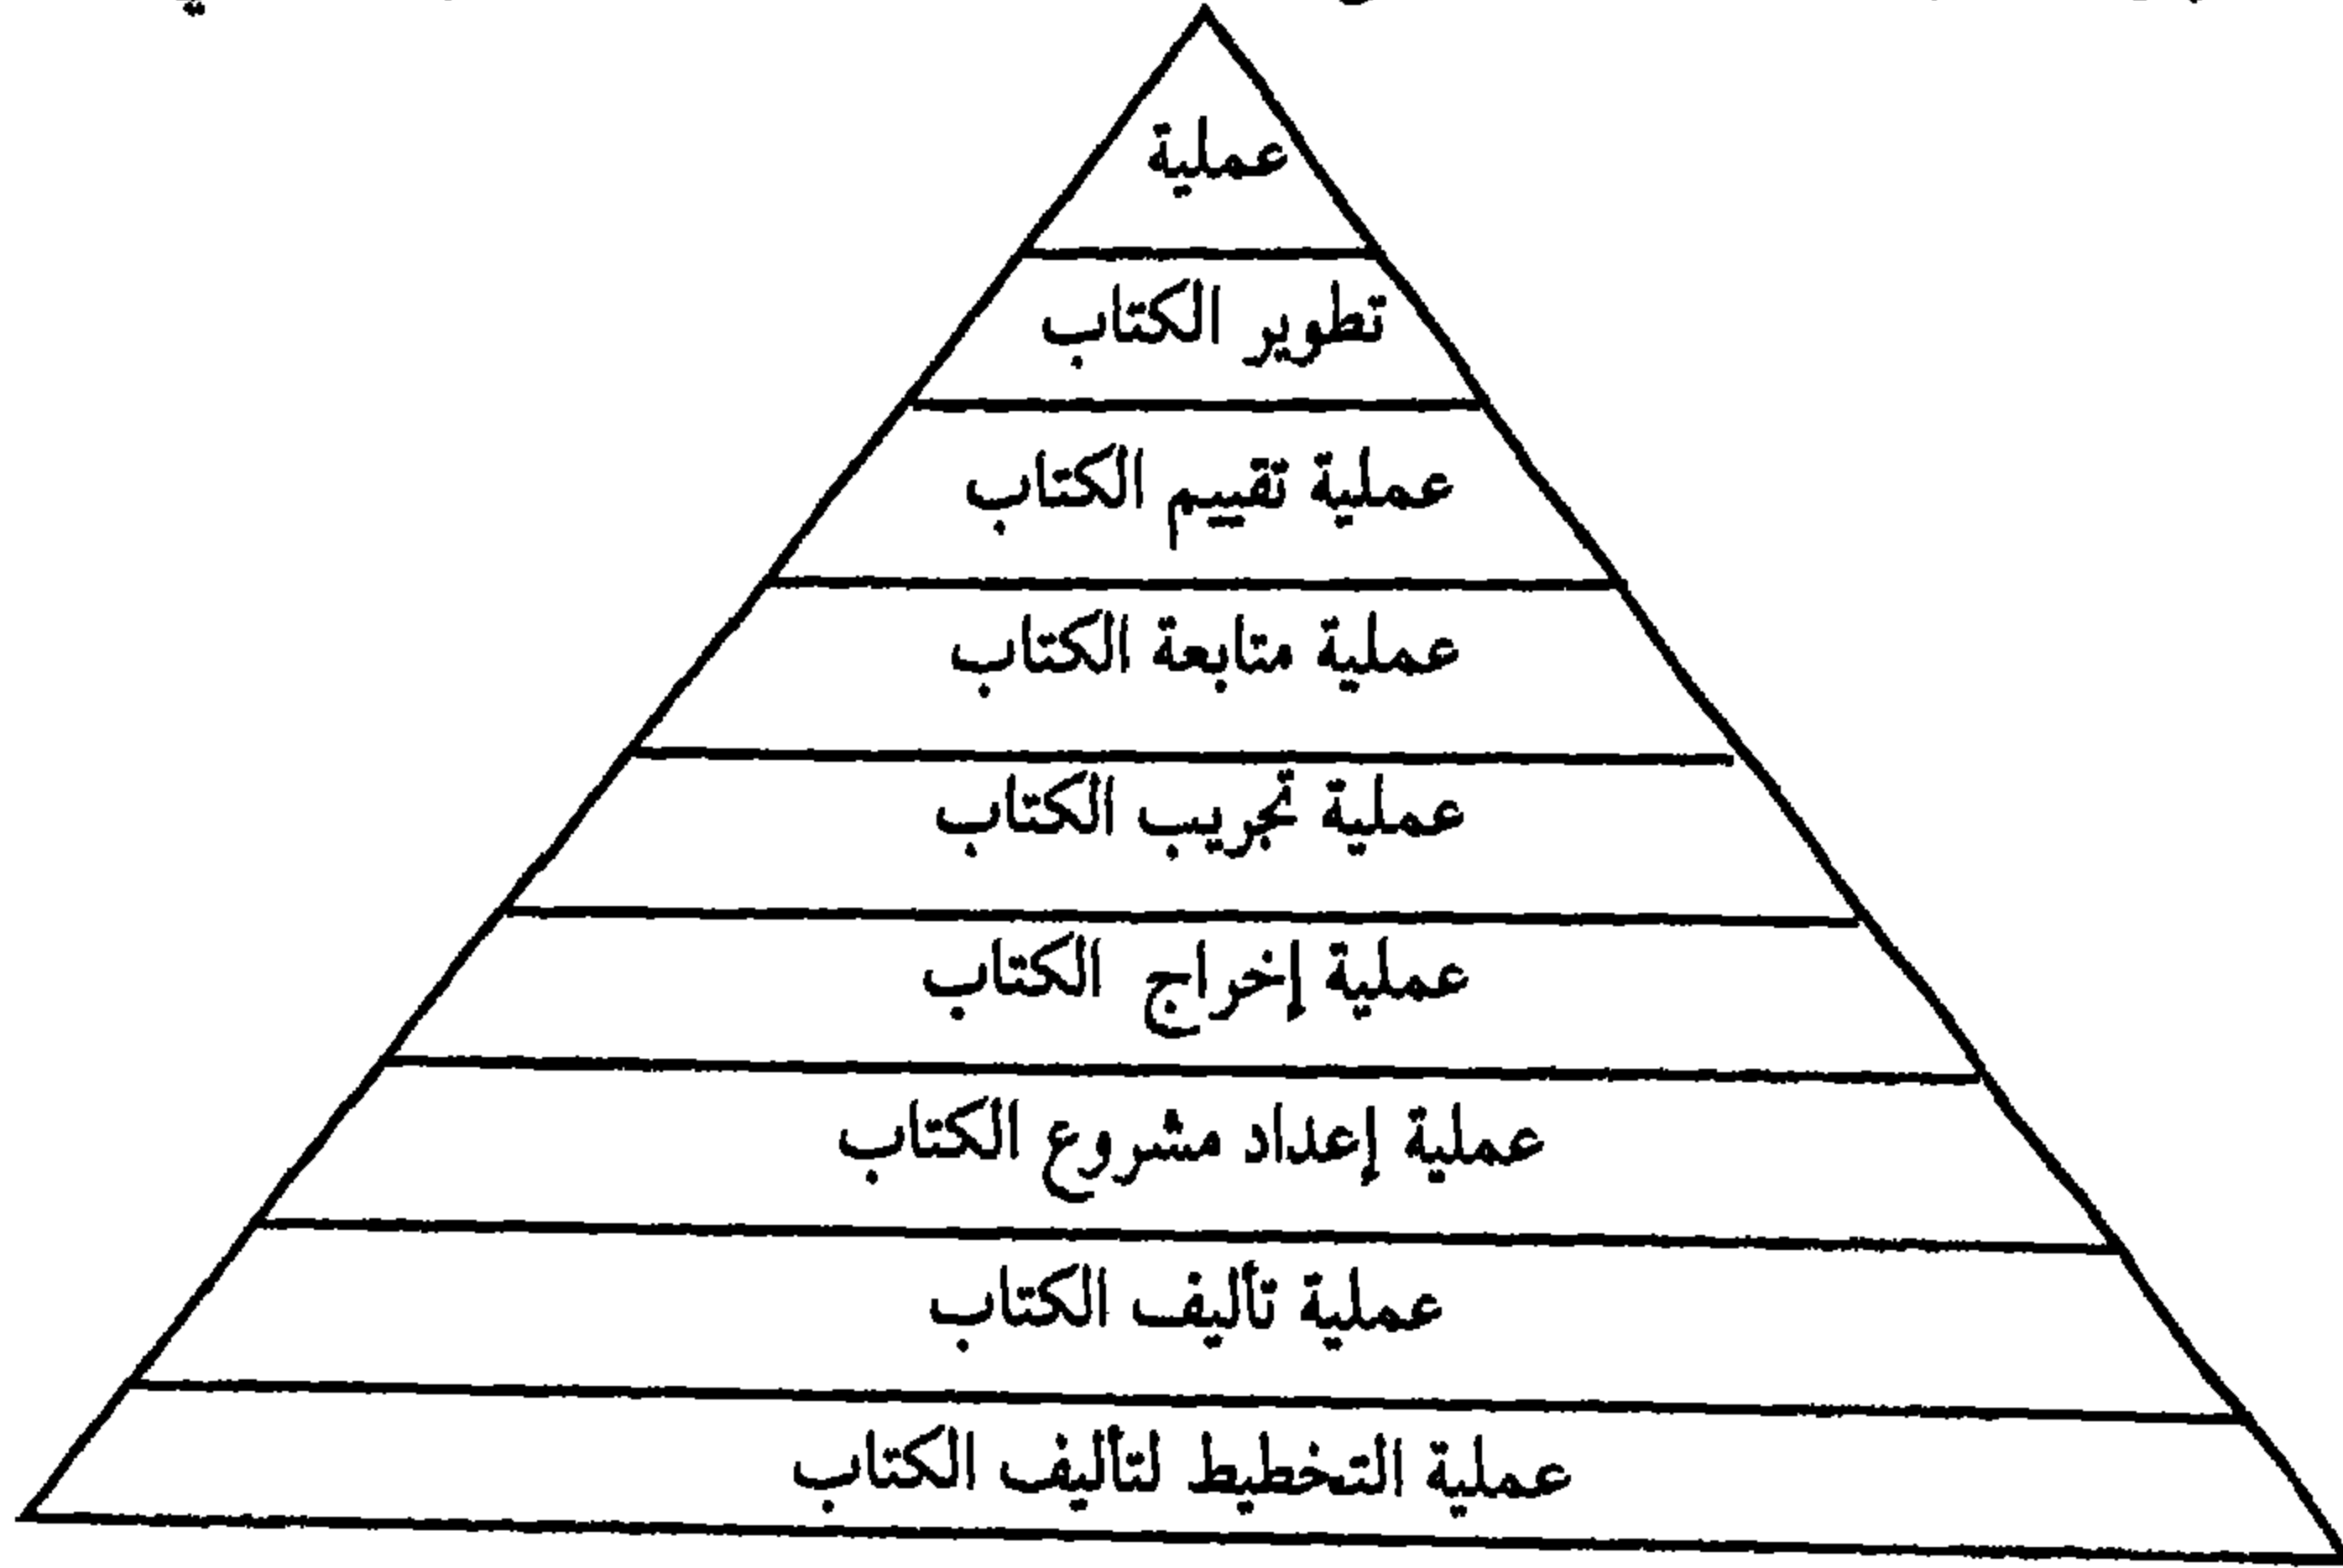 عملية
تطوير الكتاب
عملية تقييم الكتاب
عملية متابعة الكتاب
عملية تجريب الكتاب
عملية إخراج الكتاب
عملية إعداد مشروع الكتاب
عملية تأليف الكتاب
عملية التخطيط لتأليف الكتاب